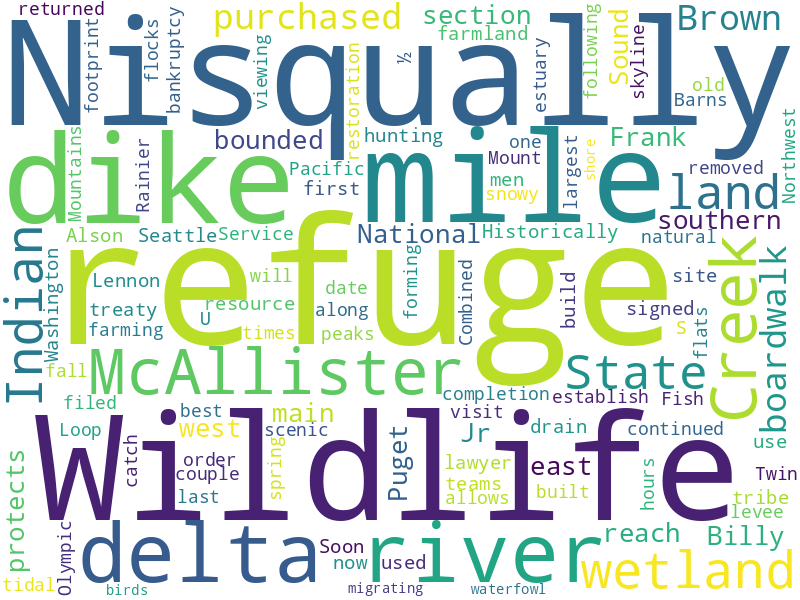 returned
purchased
section
Brown
Nisqually
footprint
flocks
bankruptcy
viewing
restoration
½
farmland
estuary
following
Sound
skyline
old
Barns
Northwest
dike
mile
Mountains
Rainier
bounded
hunting
Pacific
first
one
Mount
men
snowy
largest
shore
Frank
removed
land
southern
Indian
Washington
Alson
Seattle
Service
National
Historically
natural
refuge
Lennon
treaty
farming
will
resource
U
times
date
along
peaks
forming
Combined
build
site
signed
S
flats
Creek
boardwalk
fall
McAllister
State
filed
completion
establish
Fish
visit
Wildlife
Loop
best
main
west
scenic
order
couple
catch
last
spring
Puget
Jr
drain
continued
use
lawyer
teams
allows
east
built
hours
Twin
tribe
levee
protects
Olympic
delta
river
Soon
now
used
reach
Billy
wetland
tidal
birds
migrating
waterfowl